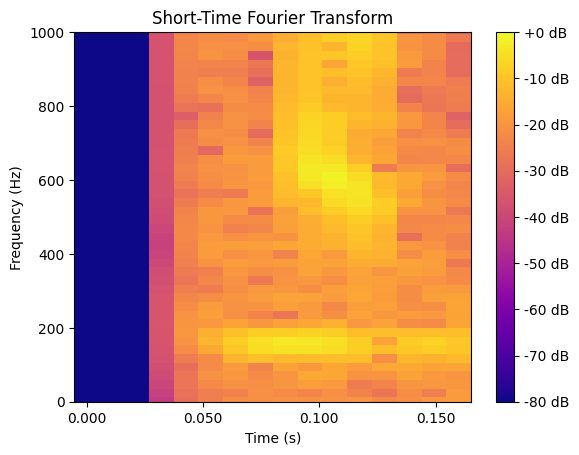 Short-Time Fourier Transform
1000
800
600
400
200
0
Frequency (Hz)
0.000
0.050
0.100
0.150
Time (s)
+0 dB
-10 dB
-20 dB
-30 dB
-40 dB
-50 dB
-60 dB
-70 dB
-80 dB